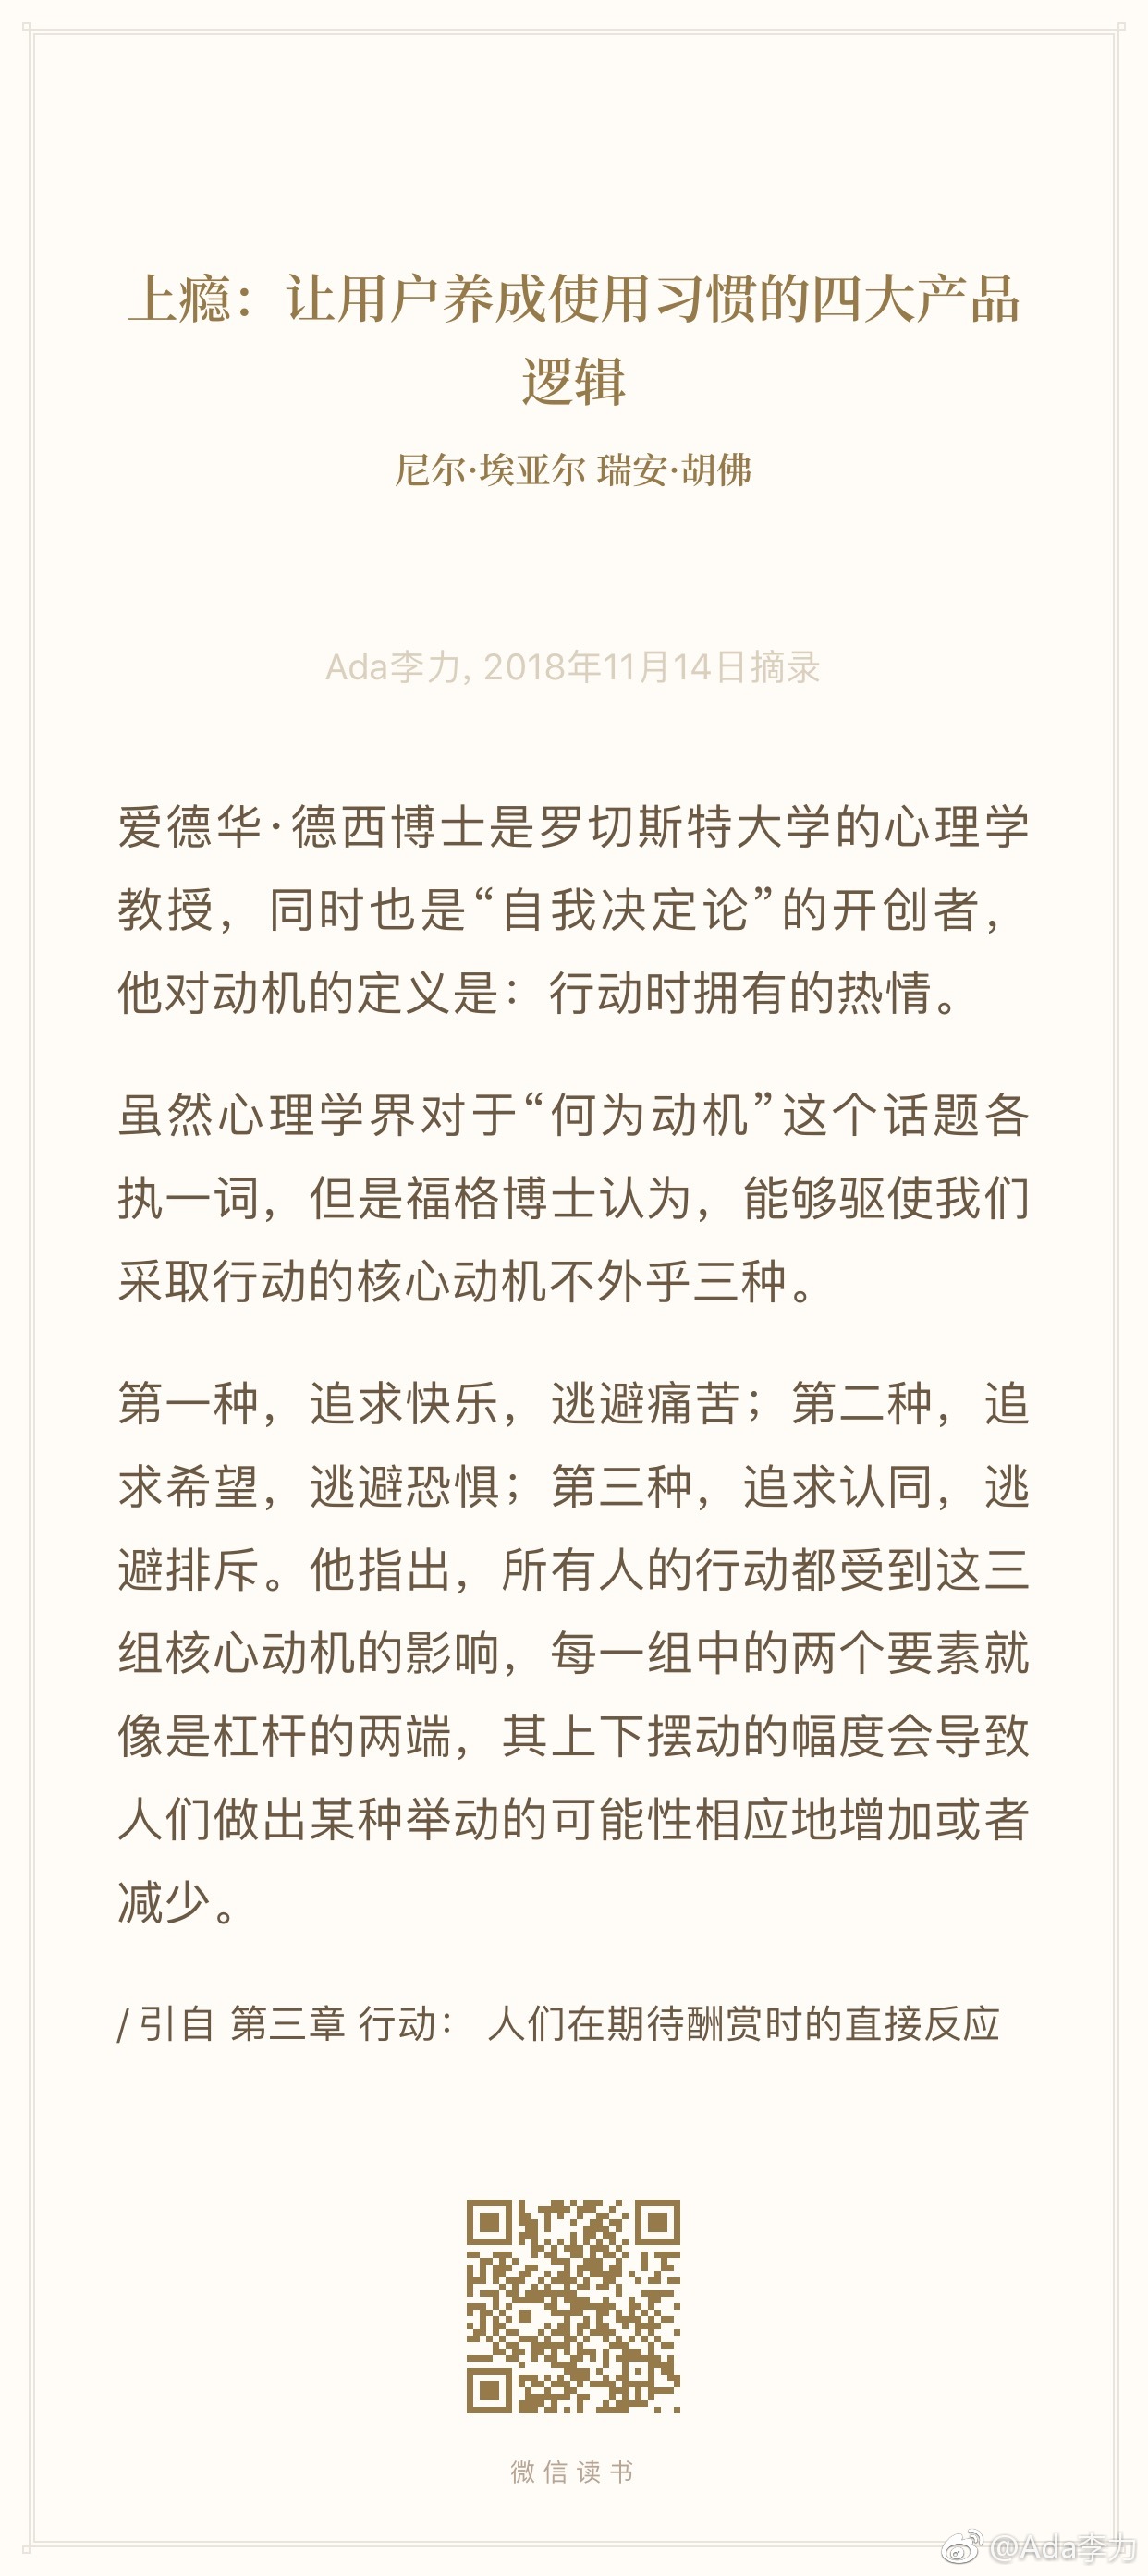 上瘾：让用户养成使用习惯的四大产品
逻辑
尼尔·埃亚尔 瑞安·胡佛
Ada李力, 2018年11月14日摘录
爱德华·德西博士是罗切斯特大学的心理学
教授，同时也是“自我决定论”的开创者，
他对动机的定义是：行动时拥有的热情。
虽然心理学界对于“何为动机”这个话题各
执一词，但是福格博士认为，能够驱使我们
采取行动的核心动机不外乎三种。
第一种，追求快乐，逃避痛苦；第二种，追
求希望，逃避恐惧；第三种，追求认同，逃
避排斥。他指出，所有人的行动都受到这三
组核心动机的影响，每一组中的两个要素就
像是杠杆的两端，其上下摆动的幅度会导致
人们做出某种举动的可能性相应地增加或者
减少。
/ 引自 第三章 行动： 人们在期待酬赏时的直接反应
微信读书
@Ada李力